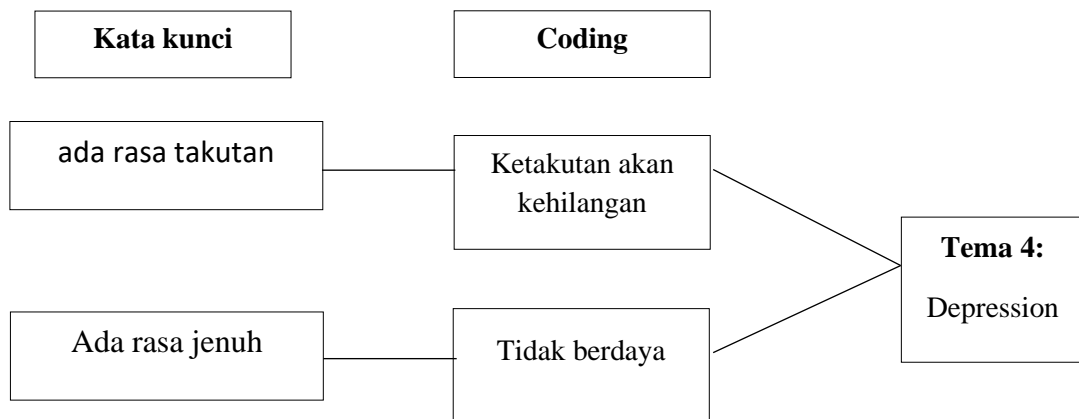 Kata kunci
Coding
ada rasa takutan
Ketakutan akan
kehilangan
Tema 4:
Depression
Ada rasa jenuh
Tidak berdaya